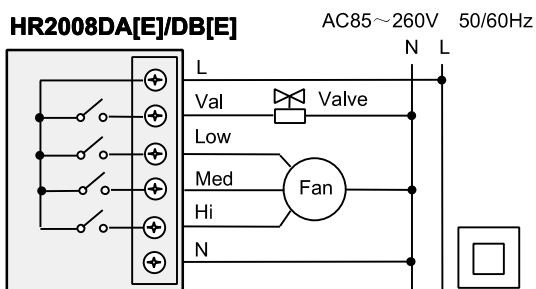 HR2008DA[E]/DB[E]
AC85～260V 50/60Hz
N L
L
Val
Valve
Low
Med
Fan
Hi
N